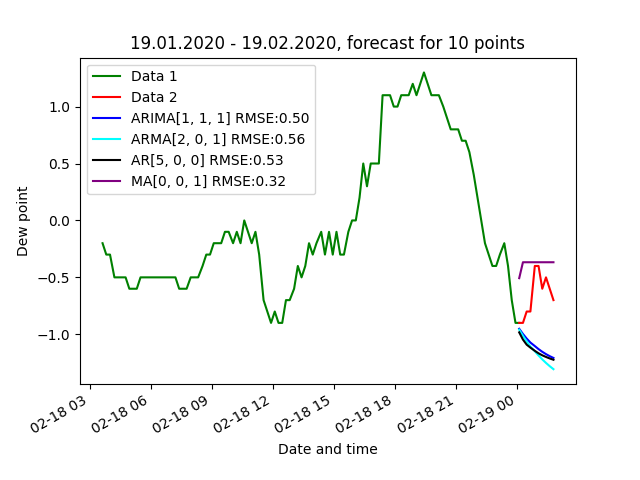 19.01.2020 - 19.02.2020, forecast for 10 points
Data 1
Data 2
ARIMA[1, 1, 1] RMSE:0.50
ARMA[2, 0, 1] RMSE:0.56
AR[5, 0, 0] RMSE:0.53
MA[0, 0, 1] RMSE:0.32
Dew point
1.0
0.5
0.0
−0.5
−1.0
02-18 03
02-18 06
02-18 09
02-18 12
02-18 15
02-18 18
02-18 21
02-19 00
Date and time